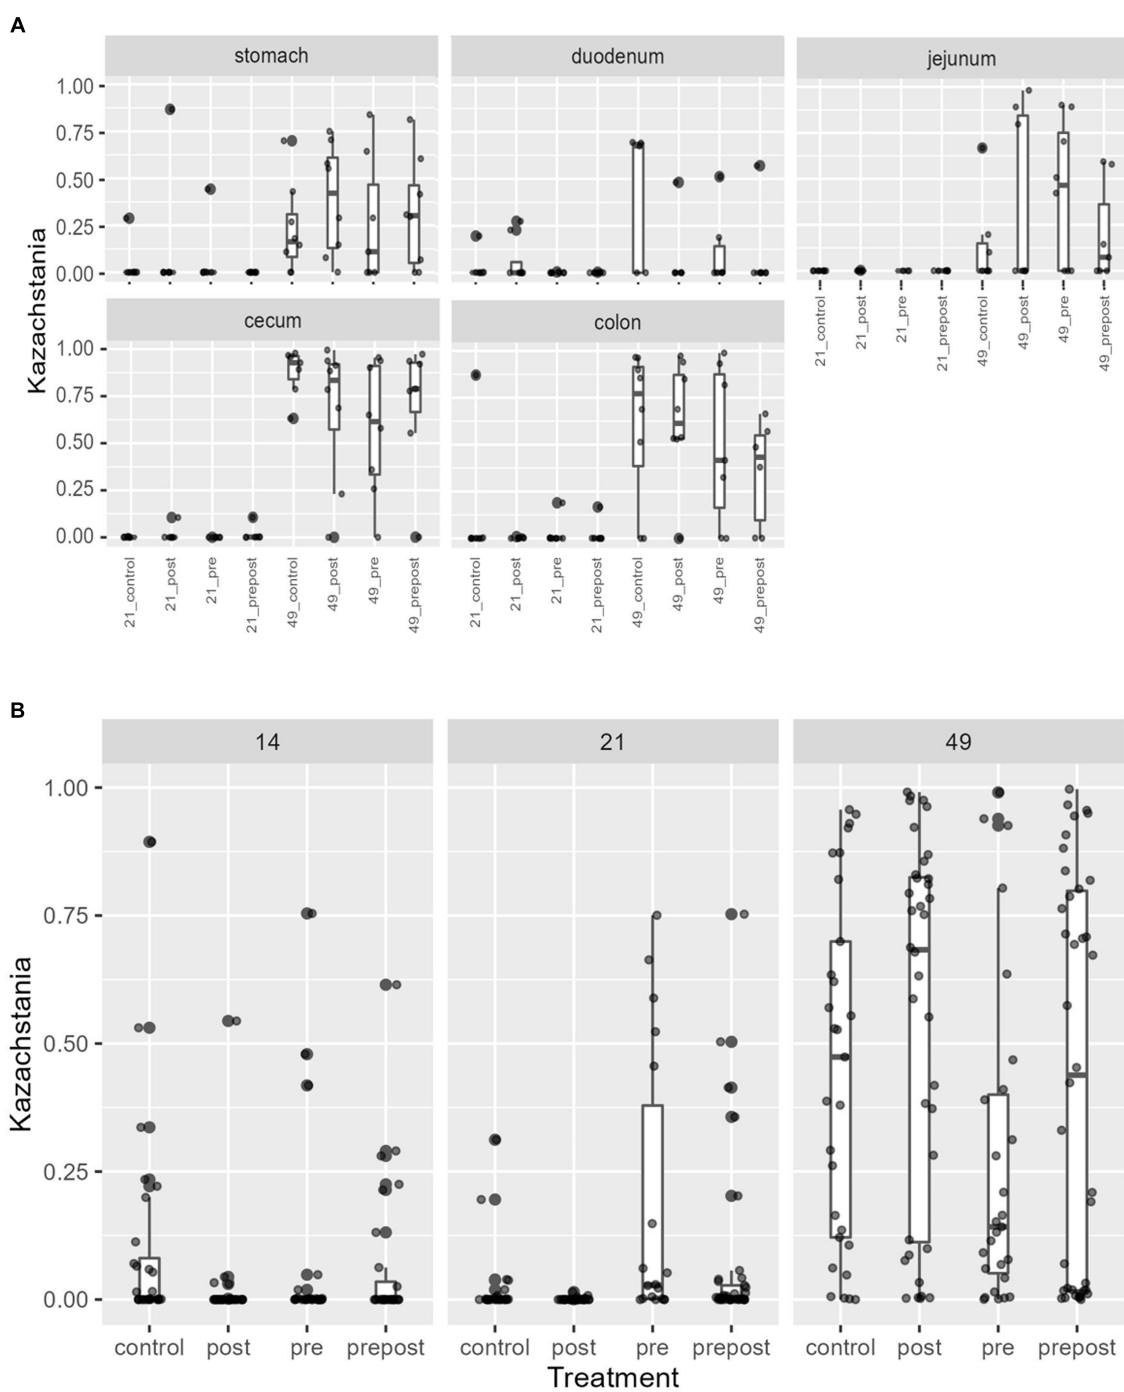 A
stomach duodenum jejunum
1.00
0.75
0.50
0.25
0.00
21_control 21_post 21_pre 21_prepost 49_control 49_post 49_pre 49_prepost
Kazachstania
cecum colon
1.00
0.75
0.50
0.25
0.00
21_control 21_post 21_pre 21_prepost 49_control 49_post 49_pre 49_prepost 21_control 21_post 21_pre 21_prepost 49_control 49_post 49_pre 49_prepost
B
14 21 49
1.00
0.75
0.50
0.25
0.00
Kazachstania
control post pre prepost control post pre prepost control post pre prepost
Treatment